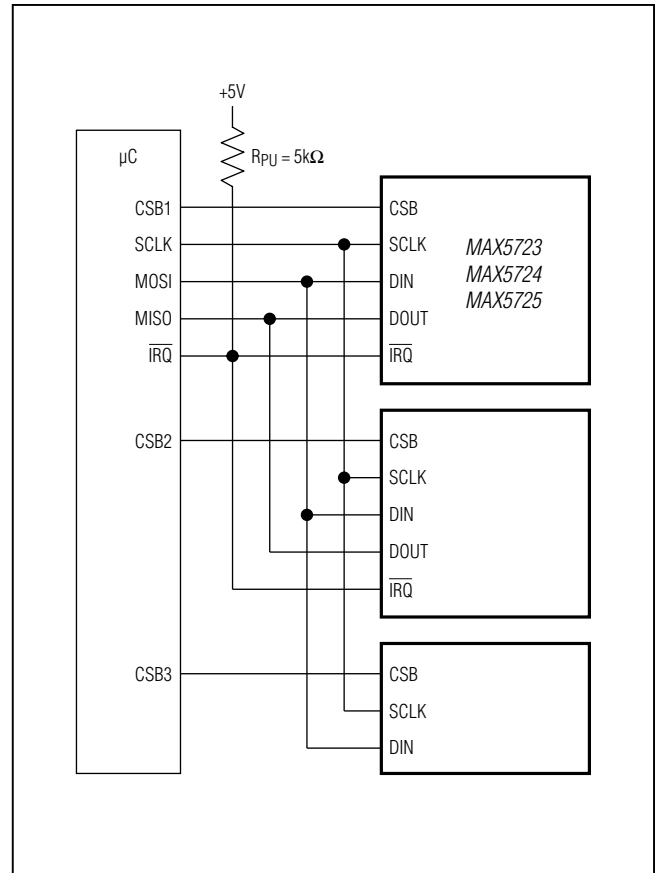 +5V
RPU = 5kΩ
µC
CSB1
SCLK
MOSI
MISO
IRQ
CSB2
CSB3
CSB
SCLK
DIN
DOUT
IRQ
MAX5723
MAX5724
MAX5725
CSB
SCLK
DIN
DOUT
IRQ
CSB
SCLK
DIN